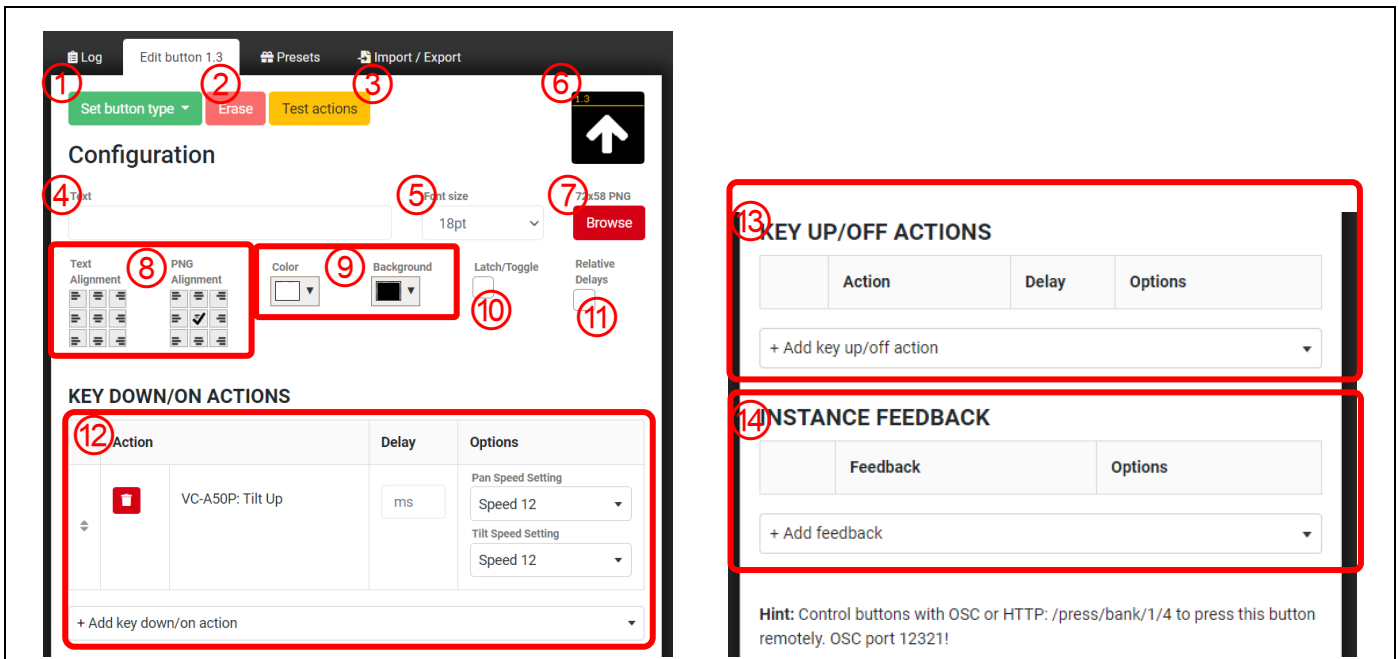 Log Edit button 1.3 Presets Import / Export
① ② ③ ⑥
Set button type Erase Test actions 1.3
Configuration
④ ⑤ ⑦
Text Font size 72x58 PNG
18pt Browse
⑧ ⑨
Text Alignment PNG Alignment Color Background Latch/Toggle Relative Delays
⑩ ⑪
KEY DOWN/ON ACTIONS
⑫
Action Delay Options
VC-A50P: Tilt Up ms Pan Speed Setting
Speed 12
Tilt Speed Setting
Speed 12
+ Add key down/on action
⑬
KEY UP/OFF ACTIONS
Action Delay Options
+ Add key up/off action
⑭
INSTANCE FEEDBACK
Feedback Options
+ Add feedback
Hint: Control buttons with OSC or HTTP: /press/bank/1/4 to press this button
remotely. OSC port 12321!